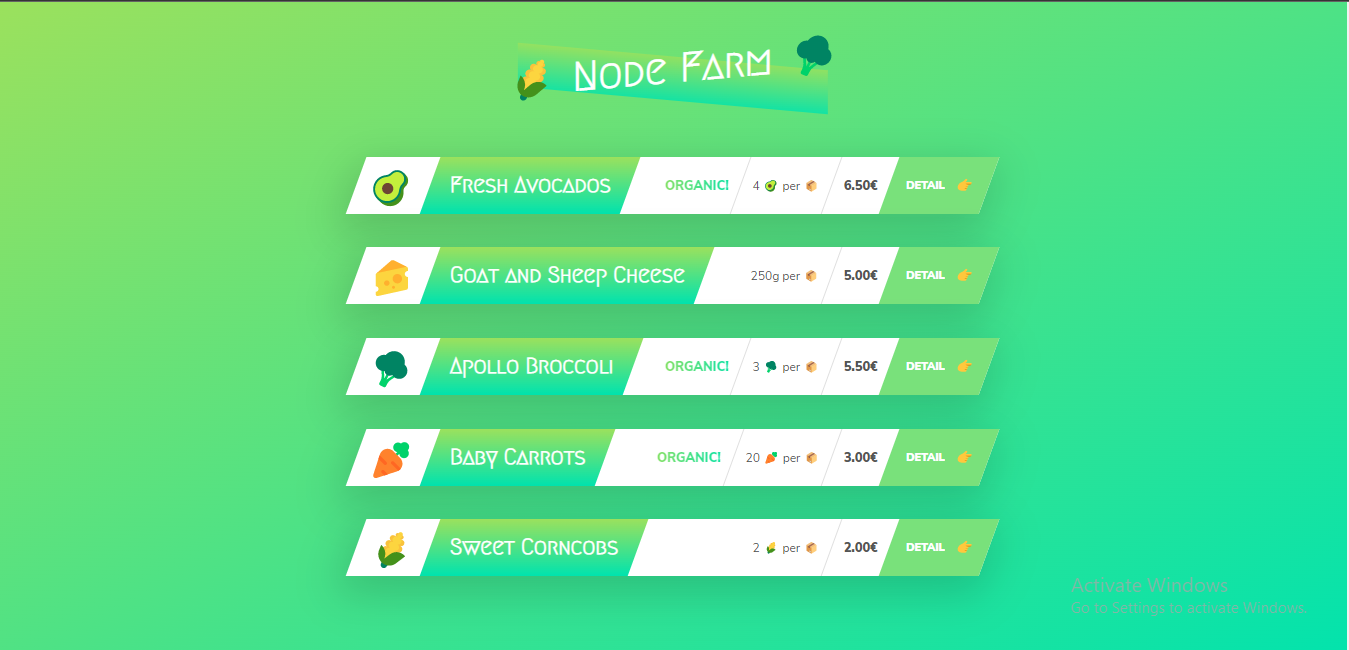 Node Farm
Fresh Avocados ORGANIC! 4 🥑 per 📦 6.50€ DETAIL 👉
Goat and Sheep Cheese 250g per 📦 5.00€ DETAIL 👉
Apollo Broccoli ORGANIC! 3 🥦 per 📦 5.50€ DETAIL 👉
Baby Carrots ORGANIC! 20 🥕 per 📦 3.00€ DETAIL 👉
Sweet Corncobs 2 🌽 per 📦 2.00€ DETAIL 👉
Activate Windows
Go to Settings to activate Windows.